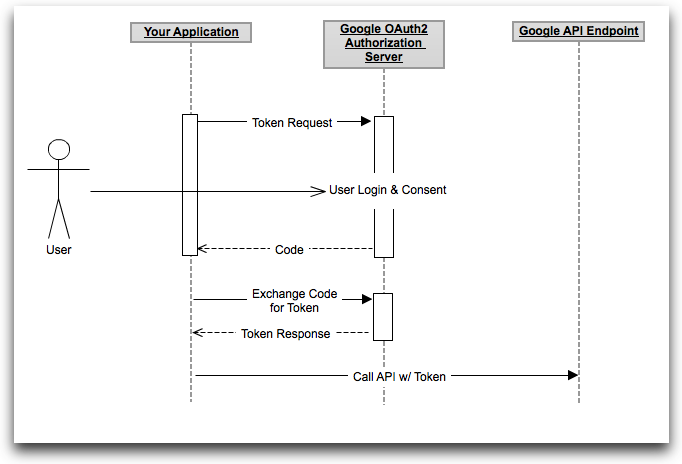 Your Application
Google OAuth2
Authorization
Server
Google API Endpoint
Token Request
User Login & Consent
User
Code
Exchange Code
for Token
Token Response
Call API w/ Token